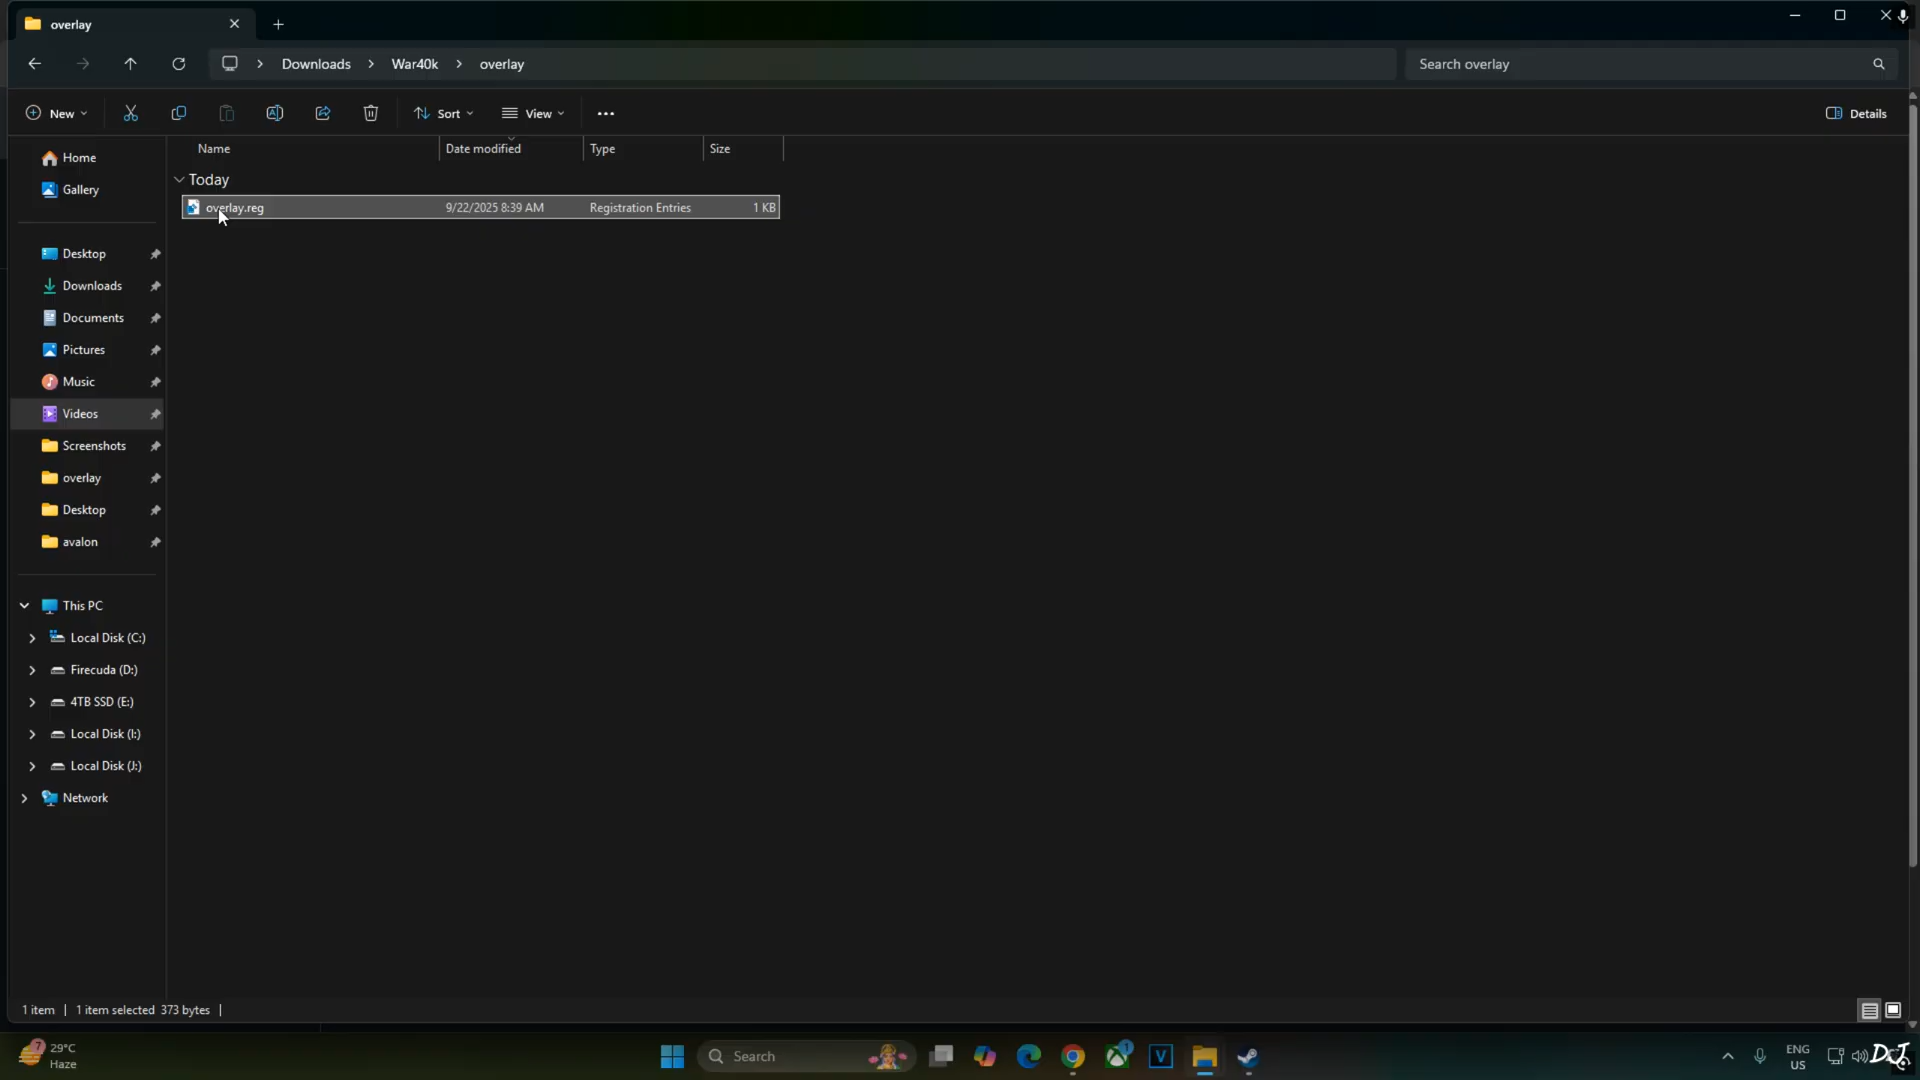 overlay
Downloads
War40k
overlay
Search overlay
New
Sort
View
Details
Name
Date modified
Type
Size
Home
Gallery
Today
overlay.reg
9/22/2025 8:39 AM
Registration Entries
1 KB
Desktop
Downloads
Documents
Pictures
Music
Videos
Screenshots
overlay
Desktop
avalon
This PC
Local Disk (C:)
Firecuda (D:)
4TB SSD (E:)
Local Disk (I:)
Local Disk (J:)
Network
1 item
1 item selected 373 bytes
7
29°C
Haze
Search
1
V
ENG
US
DJ